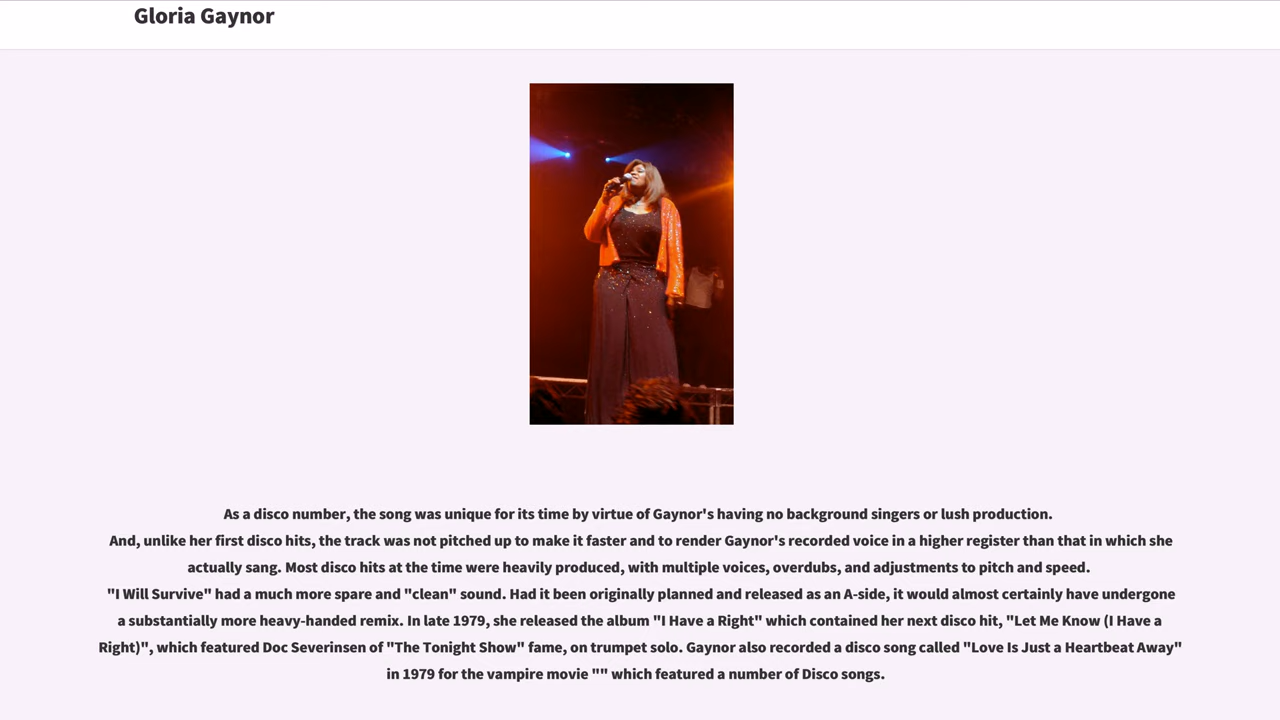 Gloria Gaynor
As a disco number, the song was unique for its time by virtue of Gaynor's having no background singers or lush production.
And, unlike her first disco hits, the track was not pitched up to make it faster and to render Gaynor's recorded voice in a higher register than that in which she
actually sang. Most disco hits at the time were heavily produced, with multiple voices, overdubs, and adjustments to pitch and speed.
"I Will Survive" had a much more spare and "clean" sound. Had it been originally planned and released as an A-side, it would almost certainly have undergone
a substantially more heavy-handed remix. In late 1979, she released the album "I Have a Right" which contained her next disco hit, "Let Me Know (I Have a
Right)", which featured Doc Severinsen of "The Tonight Show" fame, on trumpet solo. Gaynor also recorded a disco song called "Love Is Just a Heartbeat Away"
in 1979 for the vampire movie "" which featured a number of Disco songs.